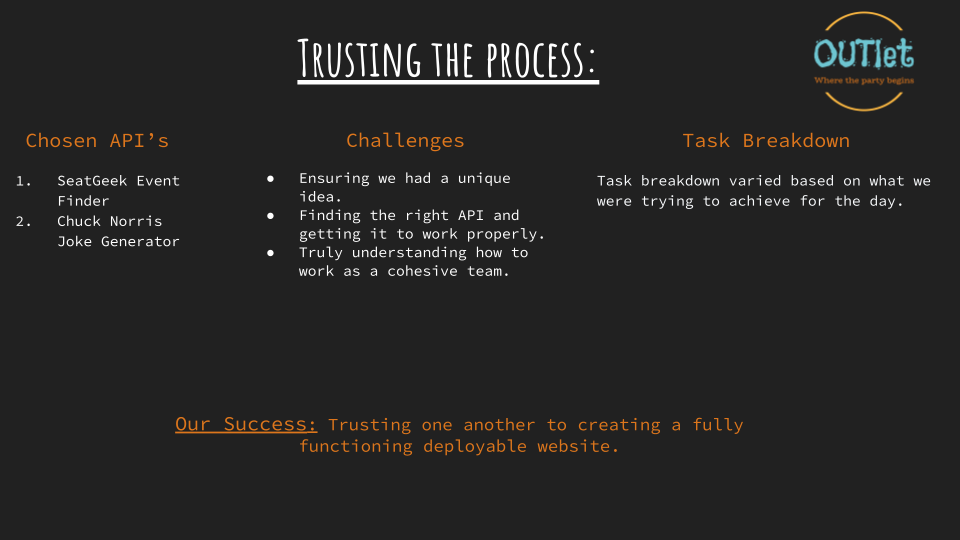 Trusting the process:
OUTlet
Where the party begins
Chosen API’s
1. SeatGeek Event
Finder
2. Chuck Norris
Joke Generator
Challenges
● Ensuring we had a unique
idea.
● Finding the right API and
getting it to work properly.
● Truly understanding how to
work as a cohesive team.
Task Breakdown
Task breakdown varied based on what we
were trying to achieve for the day.
Our Success: Trusting one another to creating a fully
functioning deployable website.